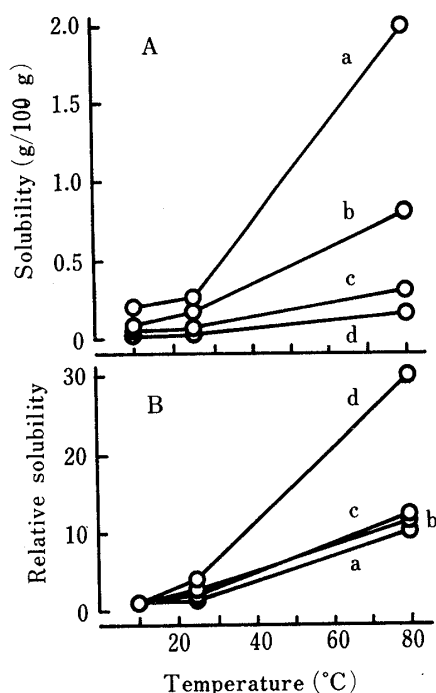 A
2.0
1.5
1.0
0.5
0
Solubility (g/100 g)
a
b
c
d
B
30
20
10
0
Relative solubility
d
c
b
a
20 40 60 80
Temperature (°C)